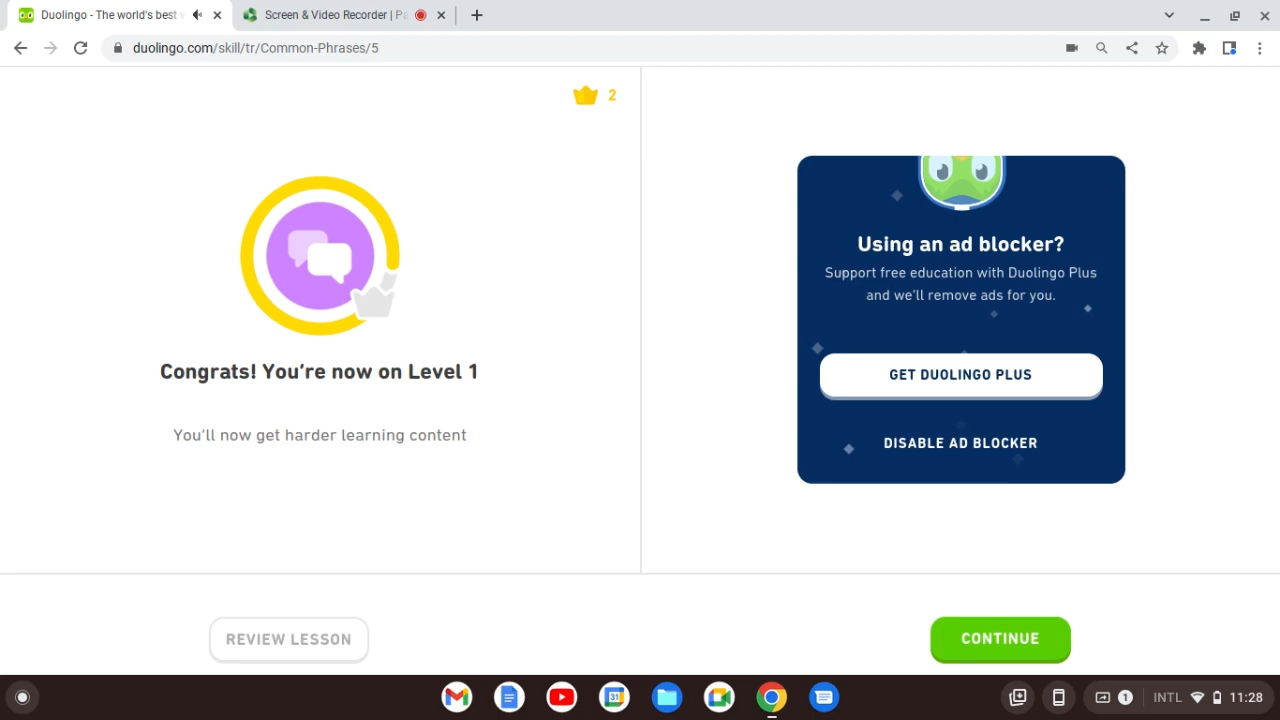 Duolingo - The world's best
Screen & Video Recorder | Pa
duolingo.com/skill/tr/Common-Phrases/5
2
Congrats! You're now on Level 1
You'll now get harder learning content
Using an ad blocker?
Support free education with Duolingo Plus
and we'll remove ads for you.
GET DUOLINGO PLUS
DISABLE AD BLOCKER
REVIEW LESSON
CONTINUE
31
1 INTL 11:28